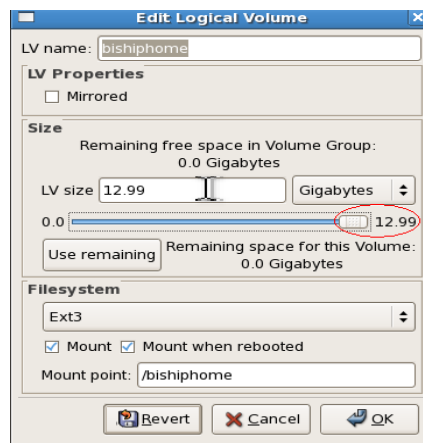 Edit Logical Volume
LV name: bishiphome
LV Properties
Mirrored
Size
Remaining free space in Volume Group:
0.0 Gigabytes
LV size 12.99 Gigabytes
0.0 12.99
Use remaining Remaining space for this Volume:
0.0 Gigabytes
Filesystem
Ext3
Mount Mount when rebooted
Mount point: /bishiphome
Revert Cancel OK